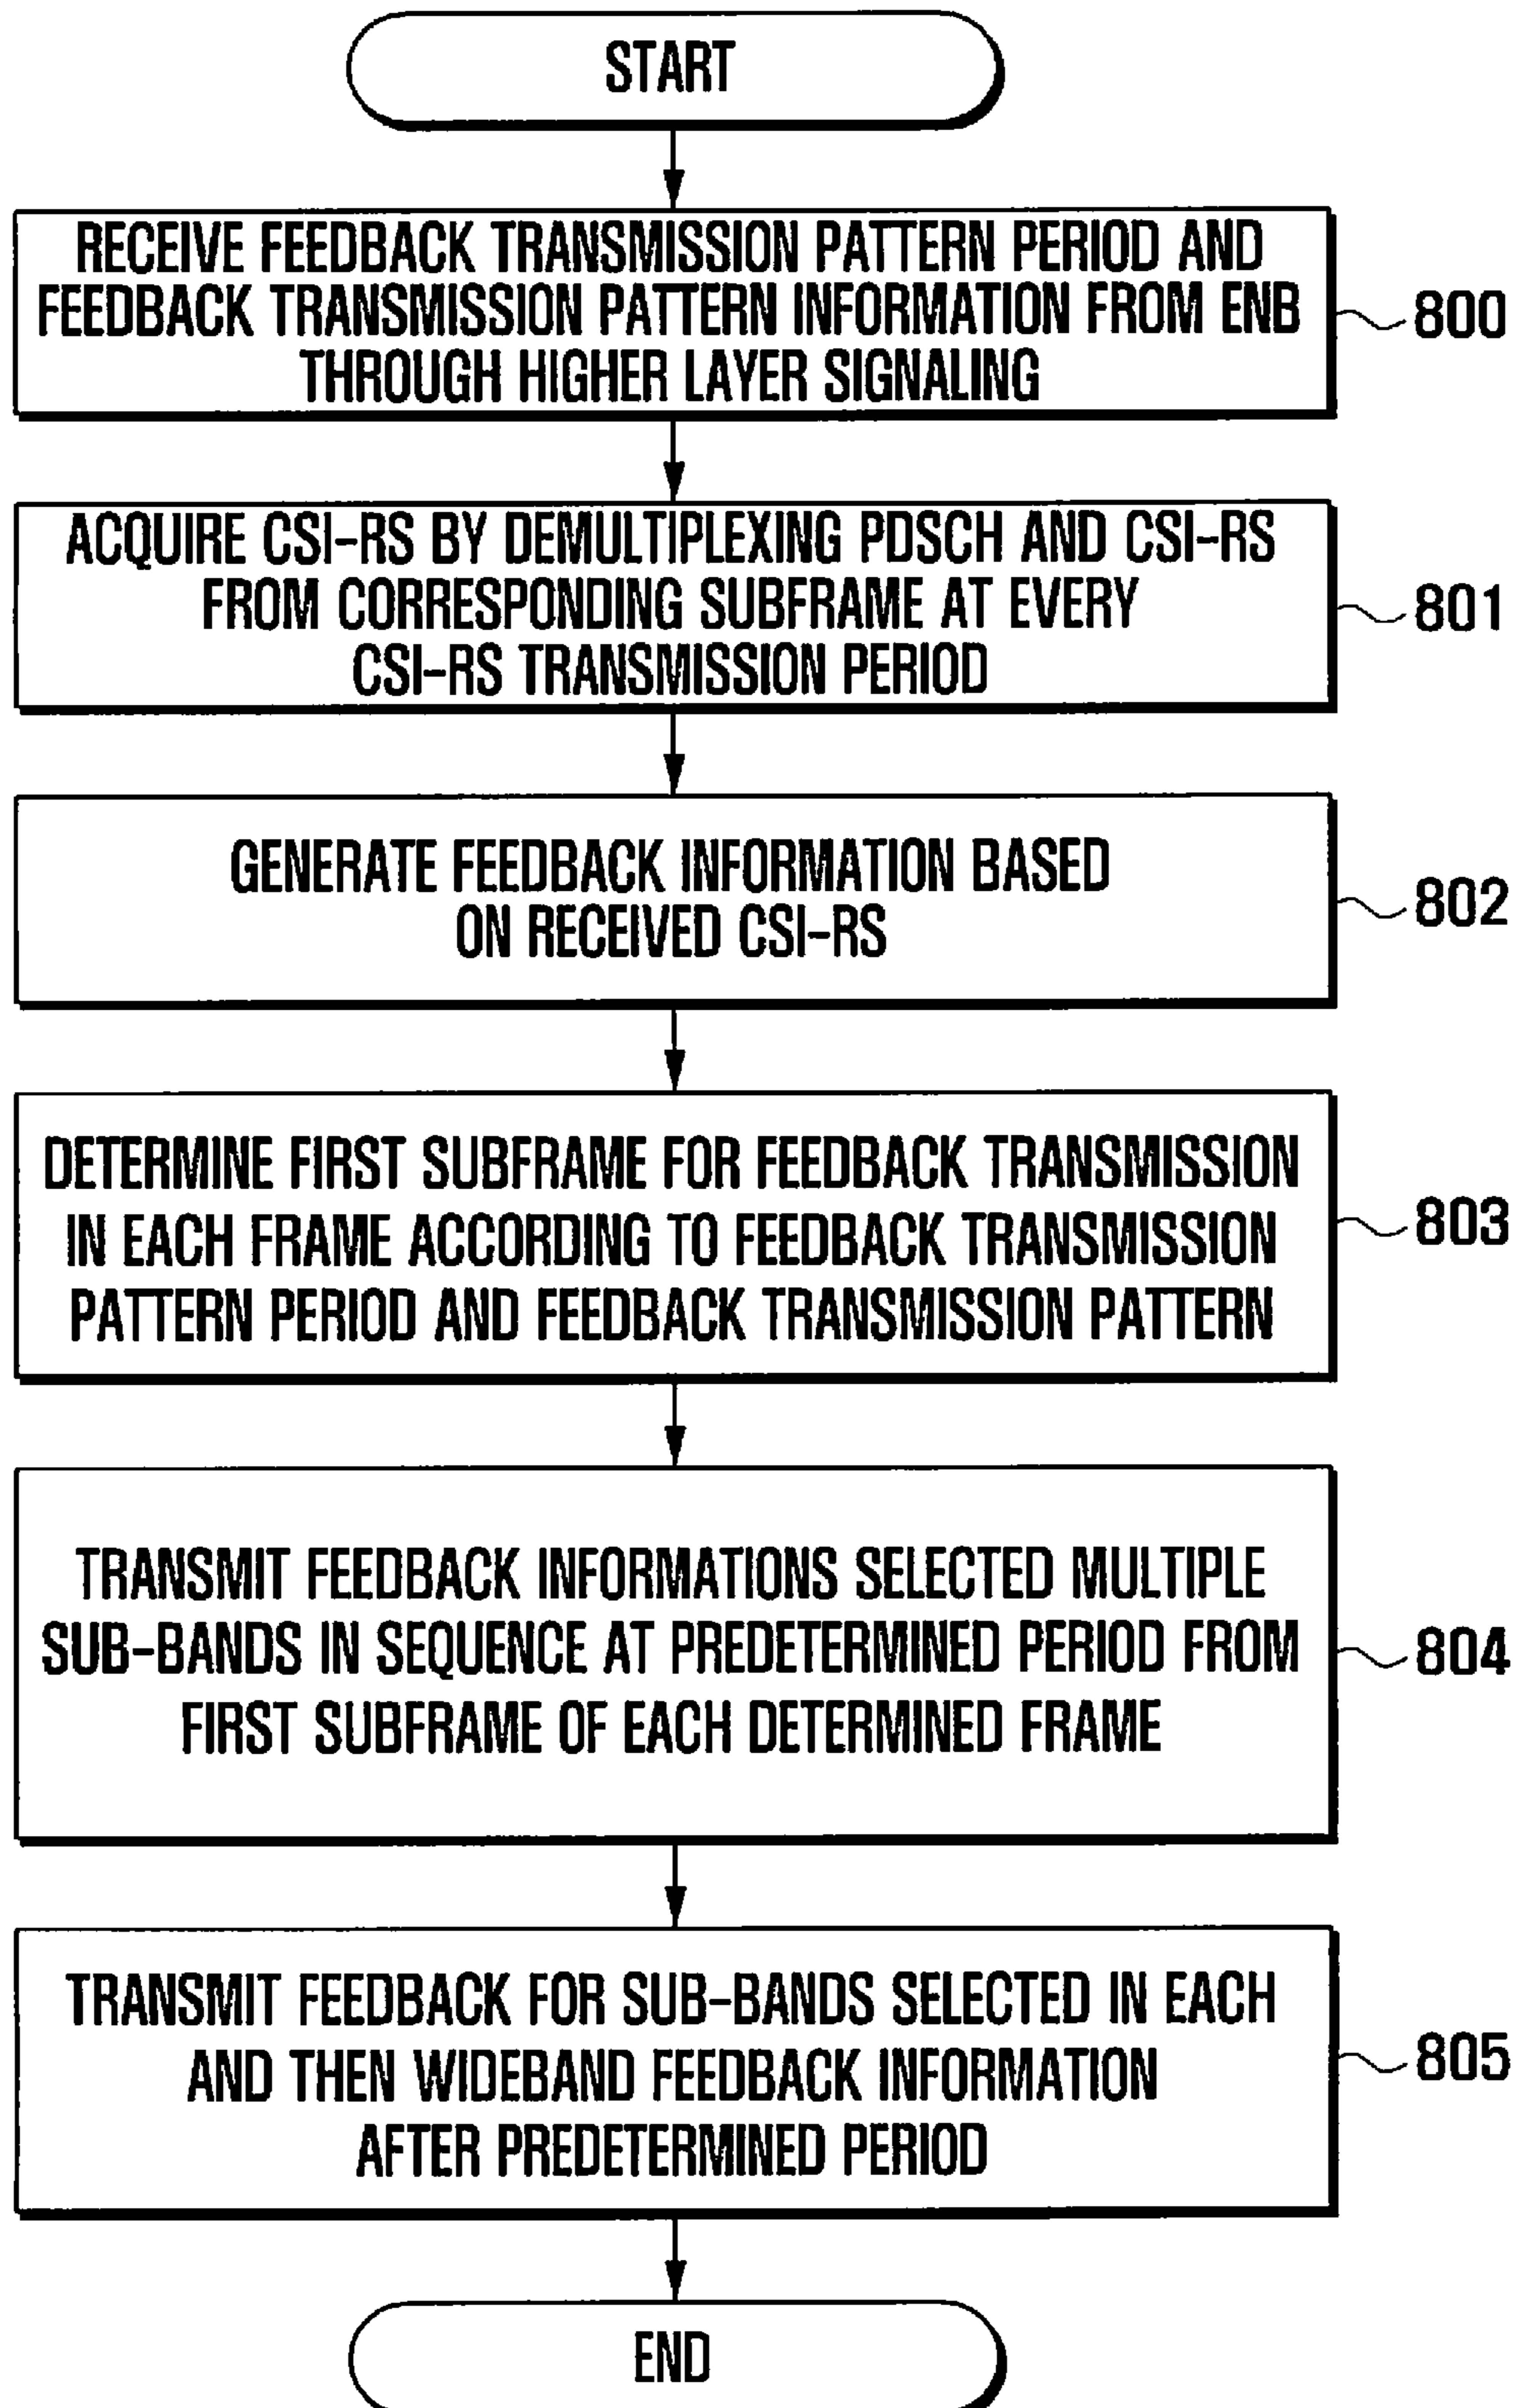 START
RECEIVE FEEDBACK TRANSMISSION PATTERN PERIOD AND
FEEDBACK TRANSMISSION PATTERN INFORMATION FROM ENB
THROUGH HIGHER LAYER SIGNALING
800
ACQUIRE CSI-RS BY DEMULTIPLEXING PDSCH AND CSI-RS
FROM CORRESPONDING SUBFRAME AT EVERY
CSI-RS TRANSMISSION PERIOD
801
GENERATE FEEDBACK INFORMATION BASED
ON RECEIVED CSI-RS
802
DETERMINE FIRST SUBFRAME FOR FEEDBACK TRANSMISSION
IN EACH FRAME ACCORDING TO FEEDBACK TRANSMISSION
PATTERN PERIOD AND FEEDBACK TRANSMISSION PATTERN
803
TRANSMIT FEEDBACK INFORMATIONS SELECTED MULTIPLE
SUB-BANDS IN SEQUENCE AT PREDETERMINED PERIOD FROM
FIRST SUBFRAME OF EACH DETERMINED FRAME
804
TRANSMIT FEEDBACK FOR SUB-BANDS SELECTED IN EACH
AND THEN WIDEBAND FEEDBACK INFORMATION
AFTER PREDETERMINED PERIOD
805
END